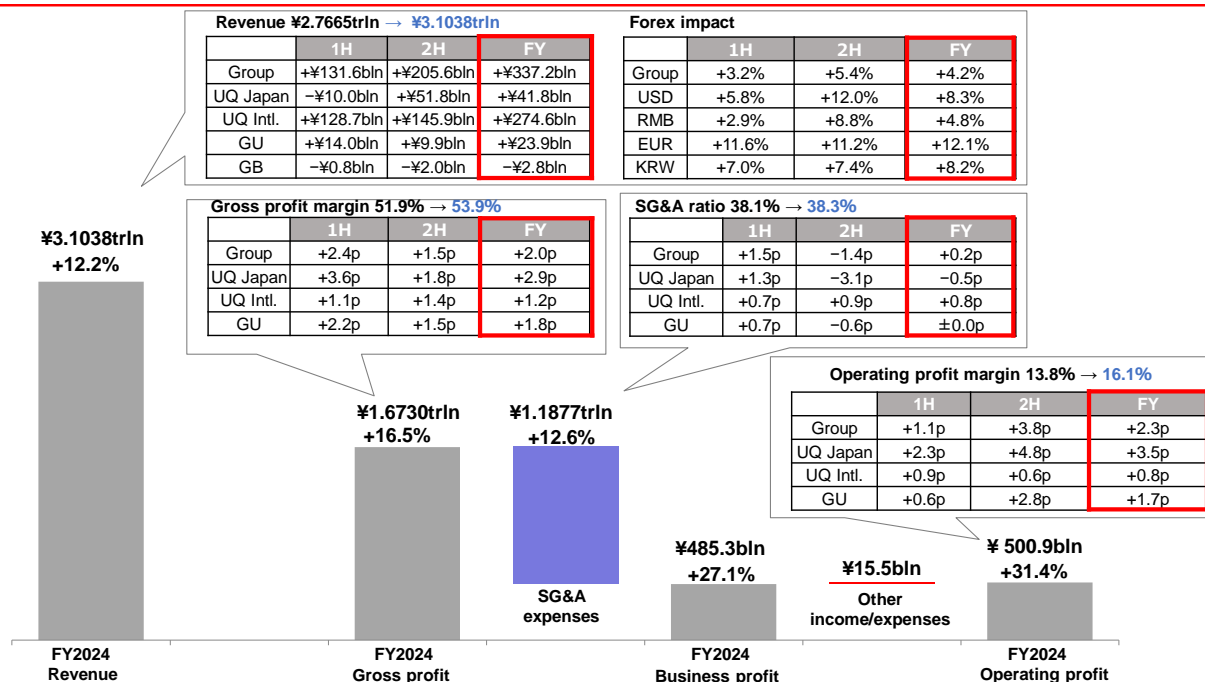 Revenue ¥2.7665trln → ¥3.1038trln
1H 2H FY
Group +¥131.6bln +¥205.6bln +¥337.2bln
UQ Japan −¥10.0bln +¥51.8bln +¥41.8bln
UQ Intl. +¥128.7bln +¥145.9bln +¥274.6bln
GU +¥14.0bln +¥9.9bln +¥23.9bln
GB −¥0.8bln −¥2.0bln −¥2.8bln
Forex impact
1H 2H FY
Group +3.2% +5.4% +4.2%
USD +5.8% +12.0% +8.3%
RMB +2.9% +8.8% +4.8%
EUR +11.6% +11.2% +12.1%
KRW +7.0% +7.4% +8.2%
Gross profit margin 51.9% → 53.9%
1H 2H FY
Group +2.4p +1.5p +2.0p
UQ Japan +3.6p +1.8p +2.9p
UQ Intl. +1.1p +1.4p +1.2p
GU +2.2p +1.5p +1.8p
SG&A ratio 38.1% → 38.3%
1H 2H FY
Group +1.5p −1.4p +0.2p
UQ Japan +1.3p −3.1p −0.5p
UQ Intl. +0.7p +0.9p +0.8p
GU +0.7p −0.6p ±0.0p
Operating profit margin 13.8% → 16.1%
1H 2H FY
Group +1.1p +3.8p +2.3p
UQ Japan +2.3p +4.8p +3.5p
UQ Intl. +0.9p +0.6p +0.8p
GU +0.6p +2.8p +1.7p
¥3.1038trln
+12.2%
¥1.6730trln
+16.5%
¥1.1877trln
+12.6%
SG&A
expenses
¥485.3bln
+27.1%
¥15.5bln
Other
income/expenses
¥ 500.9bln
+31.4%
FY2024
Revenue
FY2024
Gross profit
FY2024
Business profit
FY2024
Operating profit